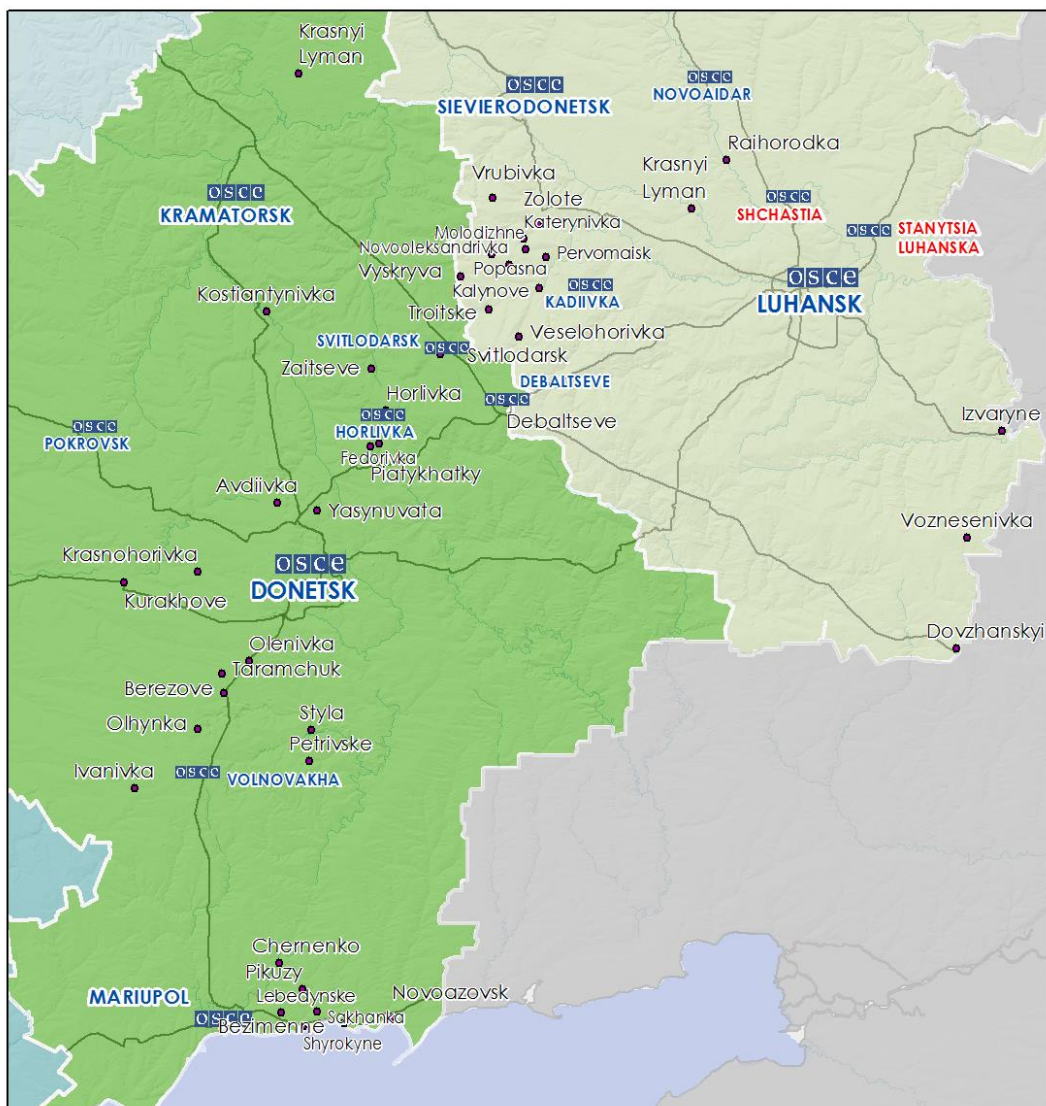 Krasnyi
Lyman
osce
SIEVIERODONETSK
osce
NOVOAIDAR
Raihorodka
Krasnyi
Lyman
Vrubivka
Zolote
Katerynivka
Molodizhne
Novooleksandrivka
Pervomaisk
Vyskryva
Popasna
Kalynove
Troitske
osce
KADIIVKA
osce
SHCHASTIA
osce
STANYTSIA
LUHANSKA
osce
LUHANSK
osce
KRAMATORSK
Kostiantynivka
SVITLODARSK
osce
Svitlodarsk
Veselohorivka
Zaitseve
Horlivka
DEBALTSEVE
osce
Debaltseve
osce
HORLIVKA
Fedorivka
Piatykhatky
osce
POKROVSK
Izvaryne
Avdiivka
Yasynuvata
Voznesenivka
Krasnohorivka
Kurakhove
osce
DONETSK
Dovzhanskyi
Olenivka
Taramchuk
Berezove
Olhynka
Styla
Petrivske
Ivanivka
osce
VOLNOVAKHA
Chernenko
Pikuzy
MARIUPOL
osce
Lebedynske
Novoazovsk
Sakhanka
Bezimenne
Shyrokyne